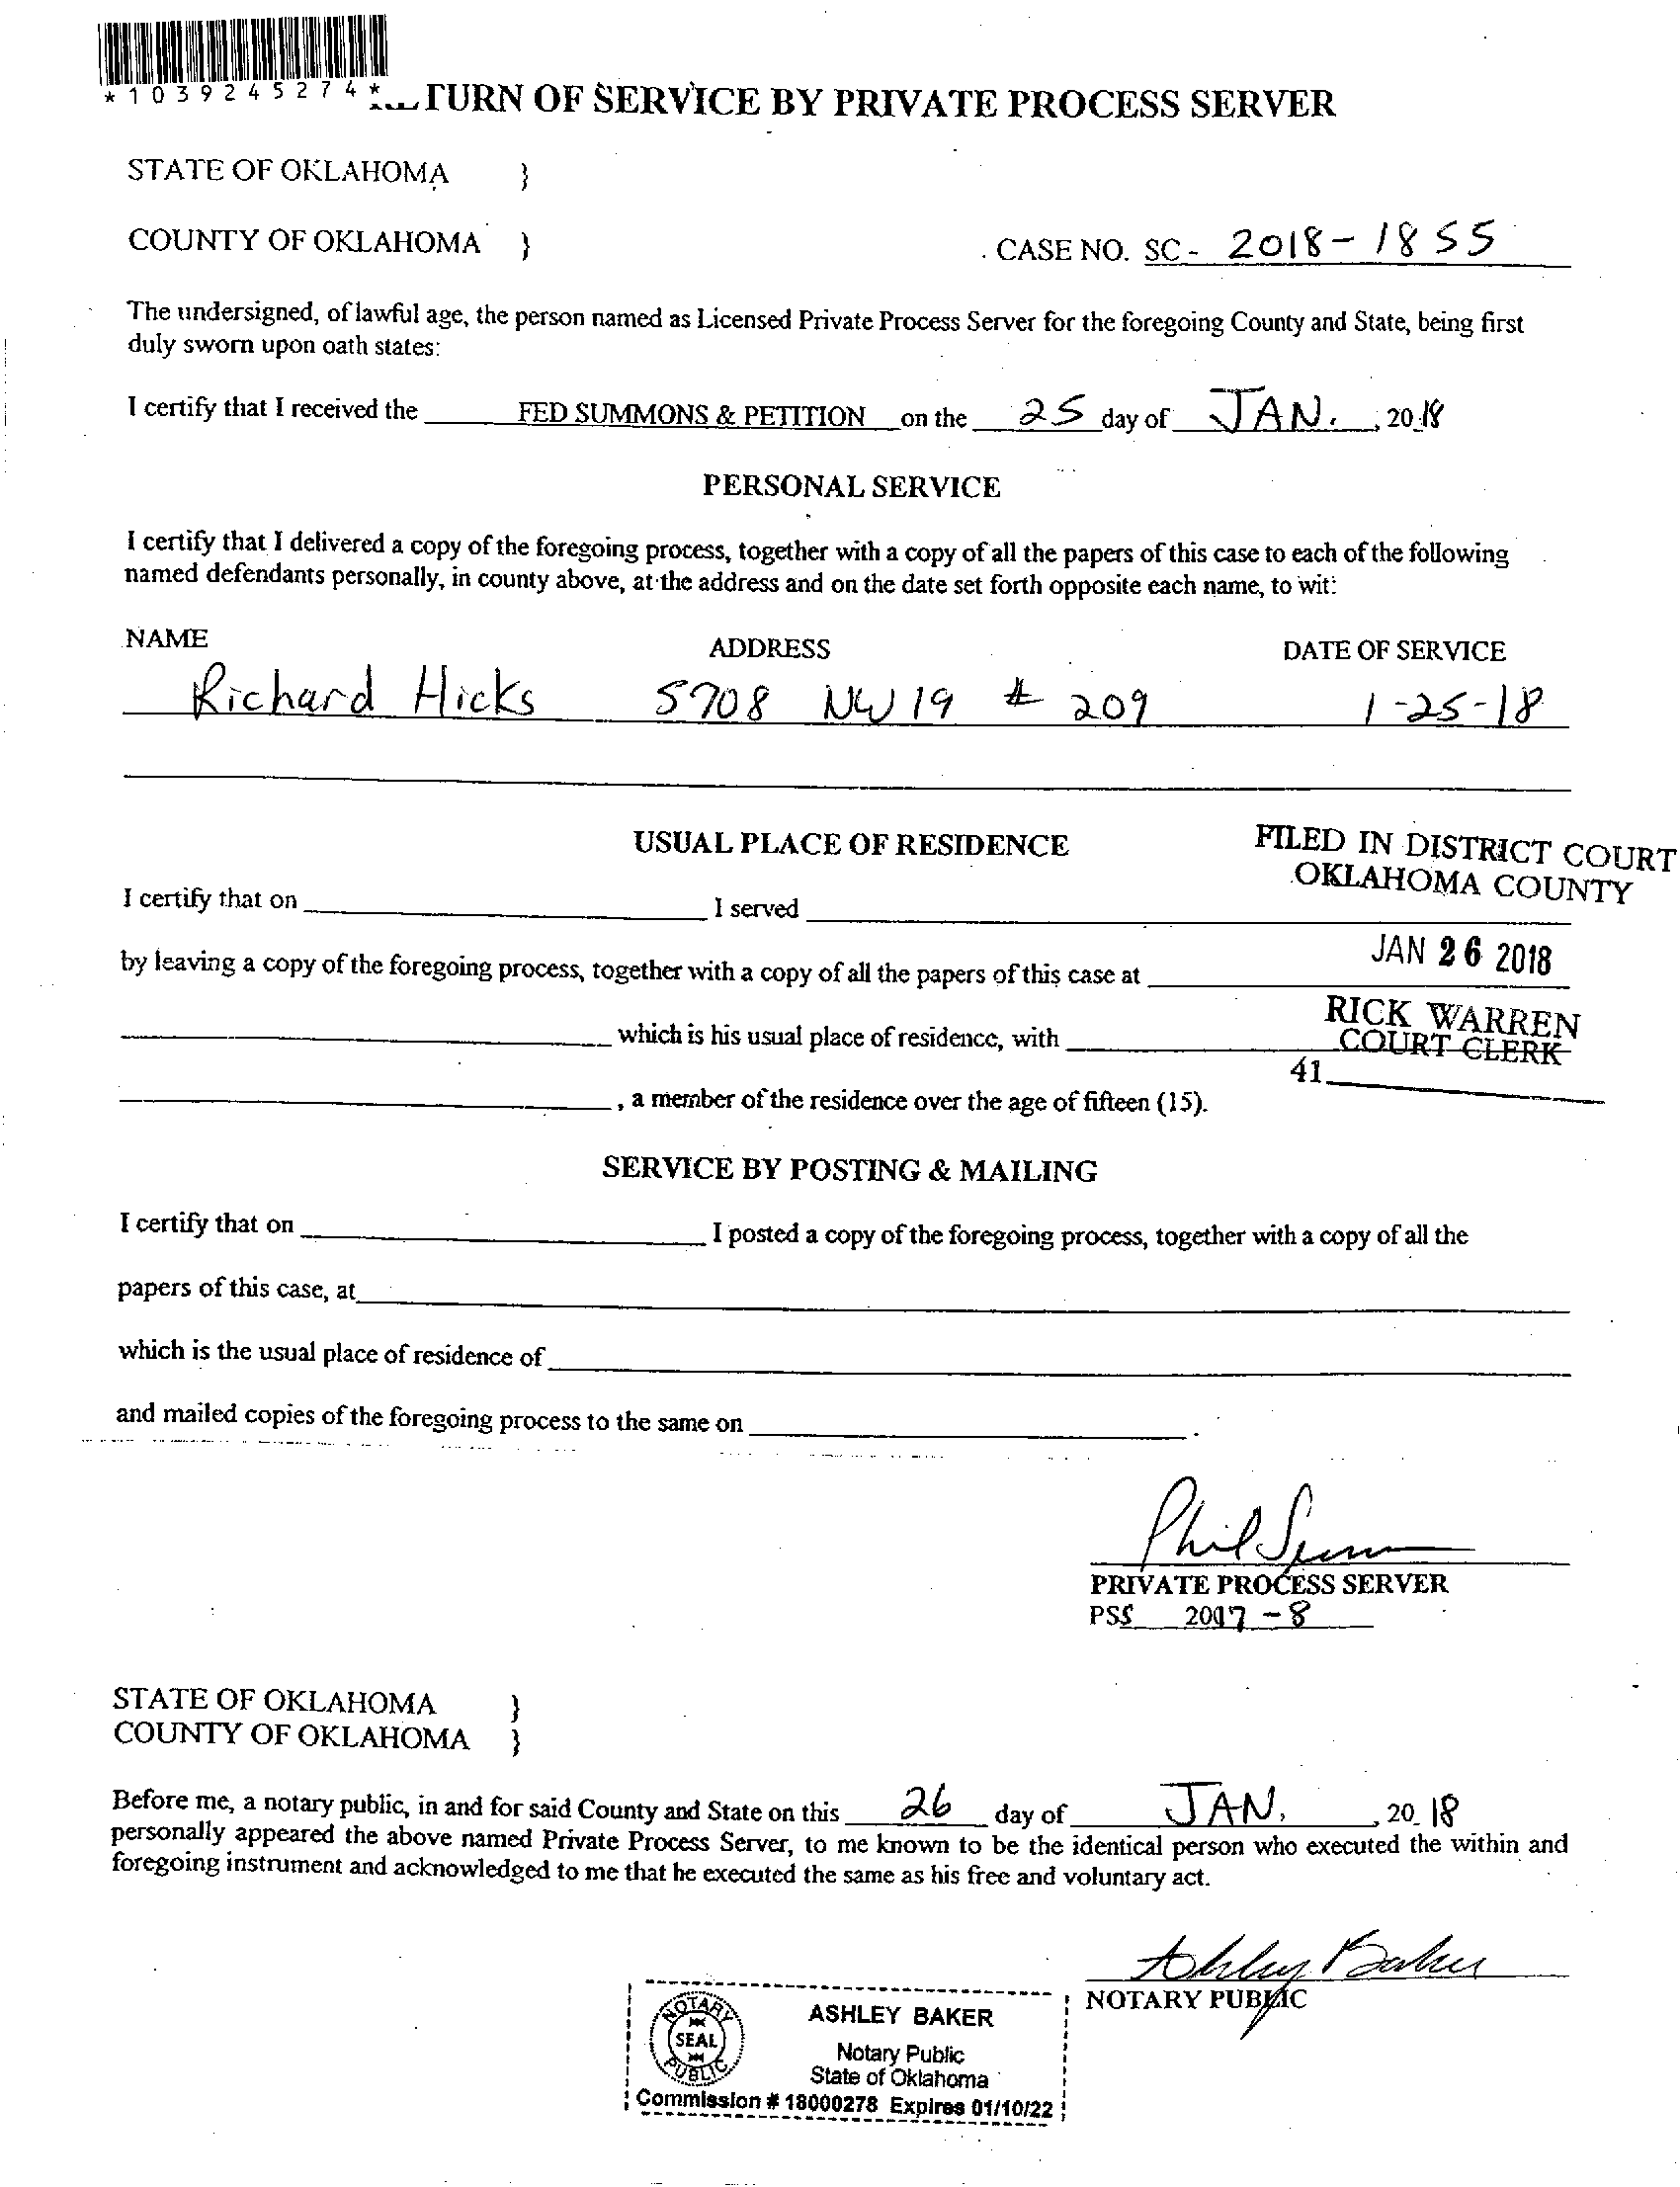 *1039245274*
TURN OF SERVICE BY PRIVATE PROCESS SERVER
STATE OF OKLAHOMA }
COUNTY OF OKLAHOMA }
CASE NO. SC - 2018-1855
The undersigned, of lawful age, the person named as Licensed Private Process Server for the foregoing County and State, being first
duly sworn upon oath states:
I certify that I received the FED SUMMONS & PETITION on the 25 day of JAN. , 2018
PERSONAL SERVICE
I certify that I delivered a copy of the foregoing process, together with a copy of all the papers of this case to each of the following
named defendants personally, in county above, at the address and on the date set forth opposite each name, to wit:
NAME ADDRESS DATE OF SERVICE
Richard Hicks 5708 NW 19 # 209 1-25-18
USUAL PLACE OF RESIDENCE
FILED IN DISTRICT COURT
OKLAHOMA COUNTY
I certify that on I served
JAN 26 2018
by leaving a copy of the foregoing process, together with a copy of all the papers of this case at
RICK WARREN
COURT CLERK
which is his usual place of residence, with
41
, a member of the residence over the age of fifteen (15).
SERVICE BY POSTING & MAILING
I certify that on I posted a copy of the foregoing process, together with a copy of all the
papers of this case, at
which is the usual place of residence of
and mailed copies of the foregoing process to the same on .
Phil
PRIVATE PROCESS SERVER
PSS 2017-8
STATE OF OKLAHOMA }
COUNTY OF OKLAHOMA }
Before me, a notary public, in and for said County and State on this 26 day of JAN. , 20 18
personally appeared the above named Private Process Server, to me known to be the identical person who executed the within and
foregoing instrument and acknowledged to me that he executed the same as his free and voluntary act.
Ashley Baker
NOTARY PUBLIC
NOTARY
SEAL
PUBLIC
ASHLEY BAKER
Notary Public
State of Oklahoma
Commission # 18000278 Expires 01/10/22